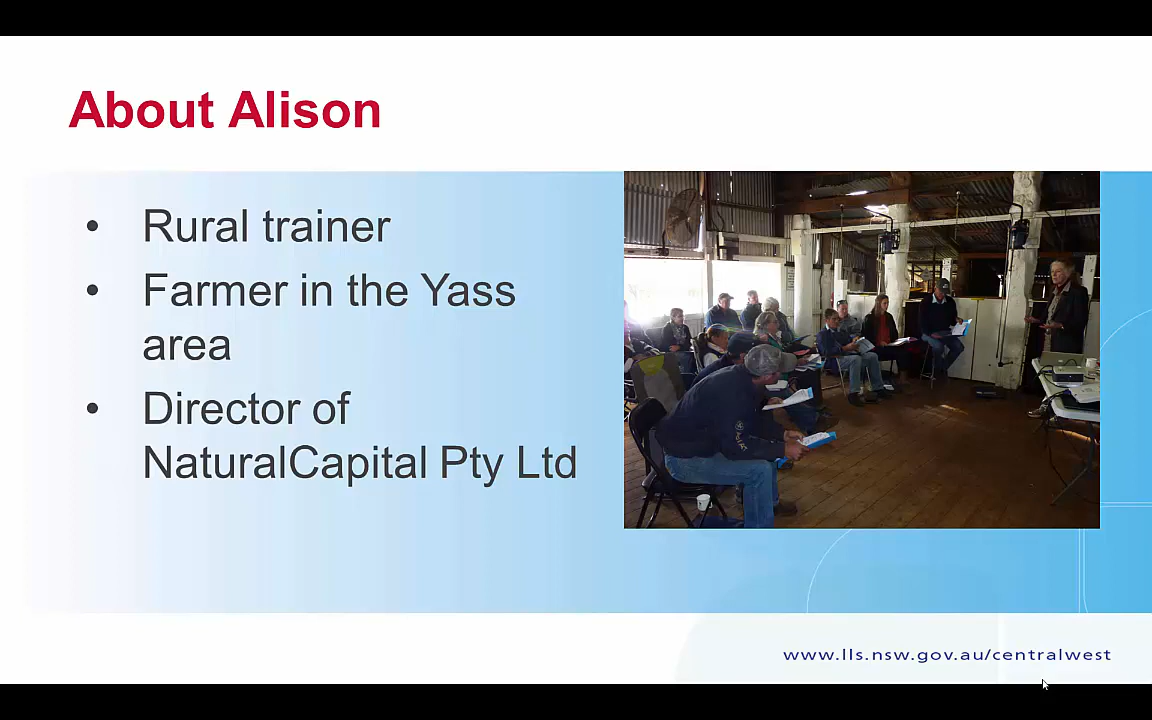 About Alison
• Rural trainer
• Farmer in the Yass
area
• Director of
NaturalCapital Pty Ltd
www.lls.nsw.gov.au/centralwest